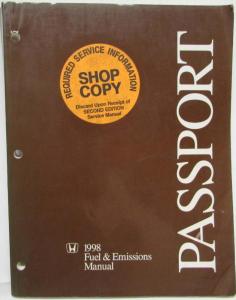 REQUIRED SERVICE INFORMATION
SHOP
COPY
Discard Upon Receipt of
SECOND EDITION
Service Manual
PASSPORT
1998
Fuel & Emissions
Manual